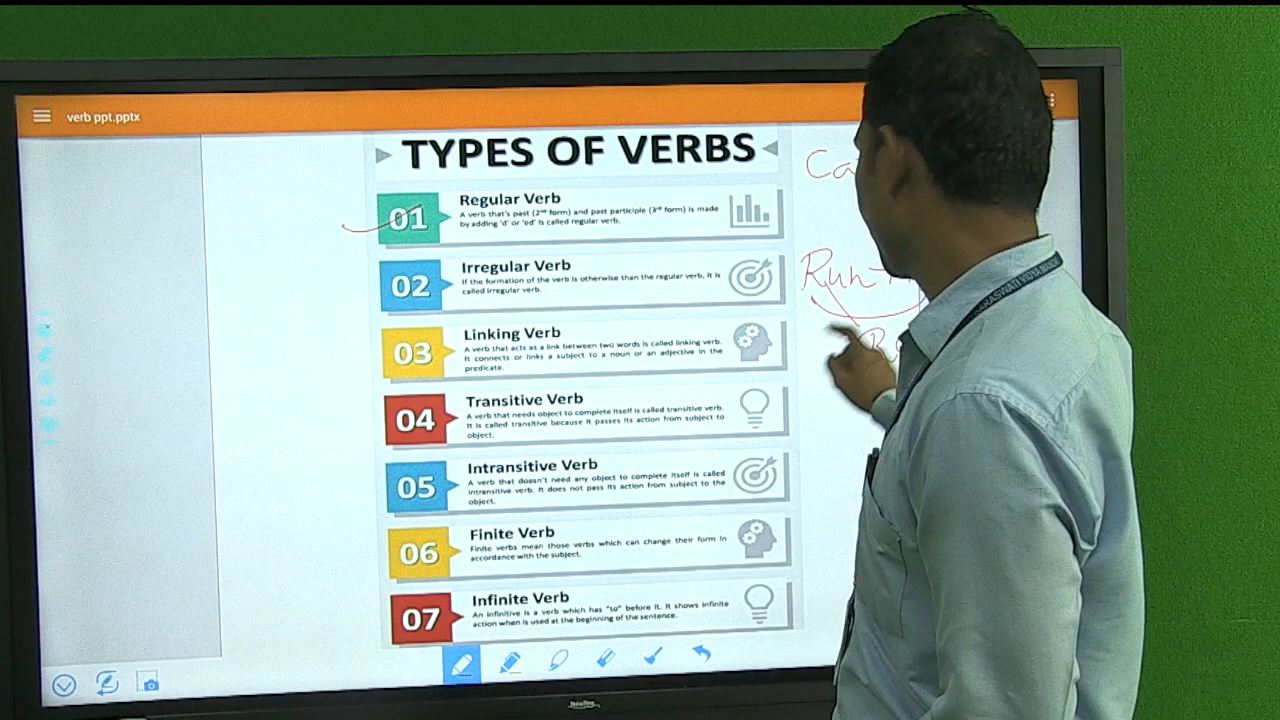 verb ppt.pptx
TYPES OF VERBS
01
Regular Verb
A verb that's past (2nd form) and past participle (3rd form) is made
by adding 'd' or 'ed' is called regular verb.
02
Irregular Verb
If the formation of the verb is otherwise than the regular verb, it is
called irregular verb.
03
Linking Verb
A verb that acts as a link between two words is called linking verb.
It connects or links a subject to a noun or an adjective in the
predicate.
04
Transitive Verb
A verb that needs object to complete itself is called transitive verb.
It is called transitive because it passes its action from subject to
object.
05
Intransitive Verb
A verb that doesn't need any object to complete itself is called
intransitive verb. It does not pass its action from subject to the
object.
06
Finite Verb
Finite verbs mean those verbs which can change their form in
accordance with the subject.
07
Infinite Verb
An infinitive is a verb which has "to" before it. It shows infinite
action when is used at the beginning of the sentence.
Ca
Run
R
SARASWATI VIDYA MANDIR
Newline